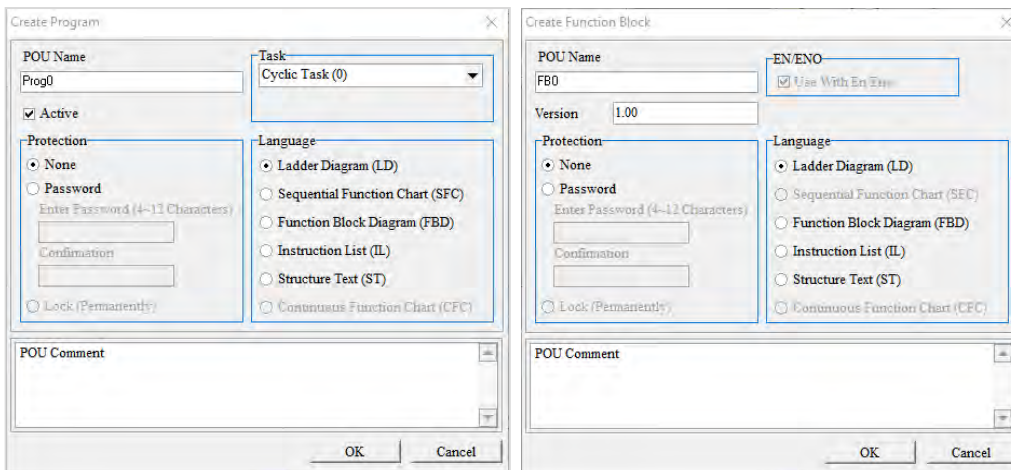 Create Program
POU Name
Prog0
Active
Task
Cyclic Task (0)
Protection
None
Password
Enter Password (4~12 Characters)
Confirmation
Lock (Permanently)
Language
Ladder Diagram (LD)
Sequential Function Chart (SFC)
Function Block Diagram (FBD)
Instruction List (IL)
Structure Text (ST)
Continuous Function Chart (CFC)
POU Comment
OK
Cancel
Create Function Block
POU Name
FB0
Version
1.00
EN/ENO
Use With En Eno
Protection
None
Password
Enter Password (4~12 Characters)
Confirmation
Lock (Permanently)
Language
Ladder Diagram (LD)
Sequential Function Chart (SFC)
Function Block Diagram (FBD)
Instruction List (IL)
Structure Text (ST)
Continuous Function Chart (CFC)
POU Comment
OK
Cancel